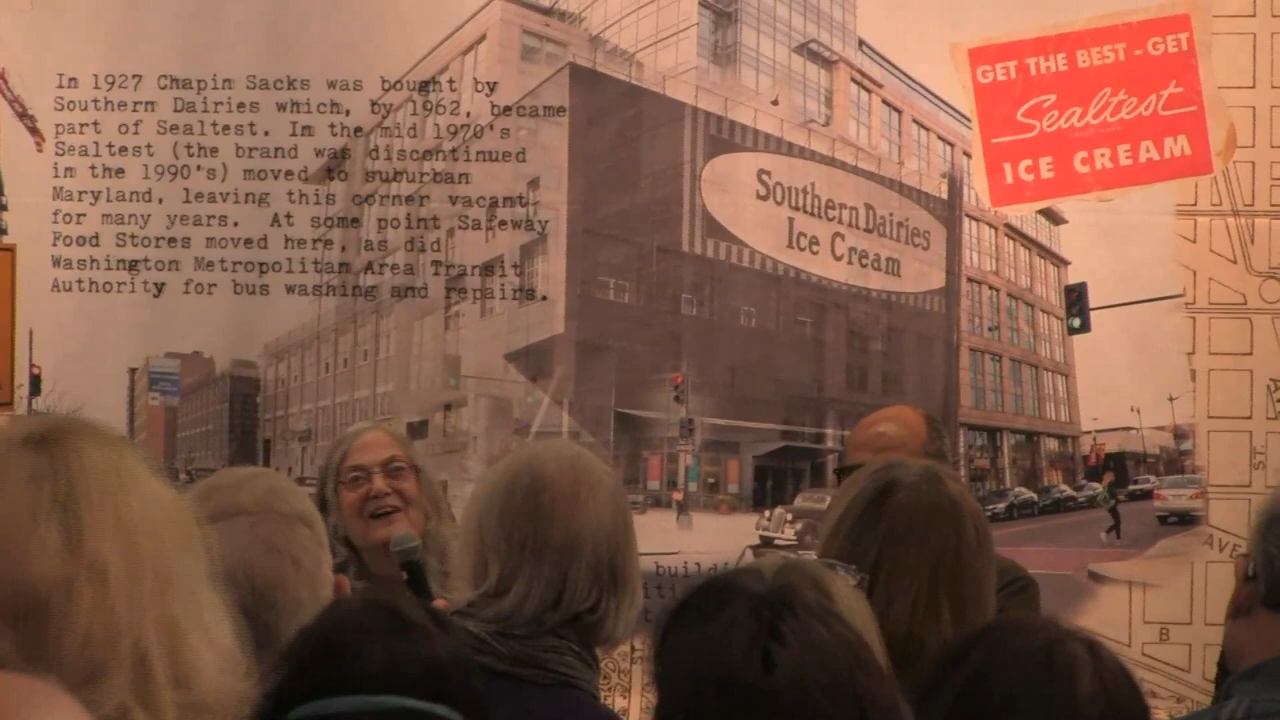 In 1927 Chapin Sacks was bought by
Southern Dairies which, by 1962, became
part of Sealtest. In the mid 1970's
Sealtest (the brand was discontinued
in the 1990's) moved to suburban
Maryland, leaving this corner vacant
for many years. At some point Safeway
Food Stores moved here, as did
Washington Metropolitan Area Transit
Authority for bus washing and repairs.
GET THE BEST - GET
Sealtest
ICE CREAM
Southern Dairies
Ice Cream
ST.
AVE
B
ST